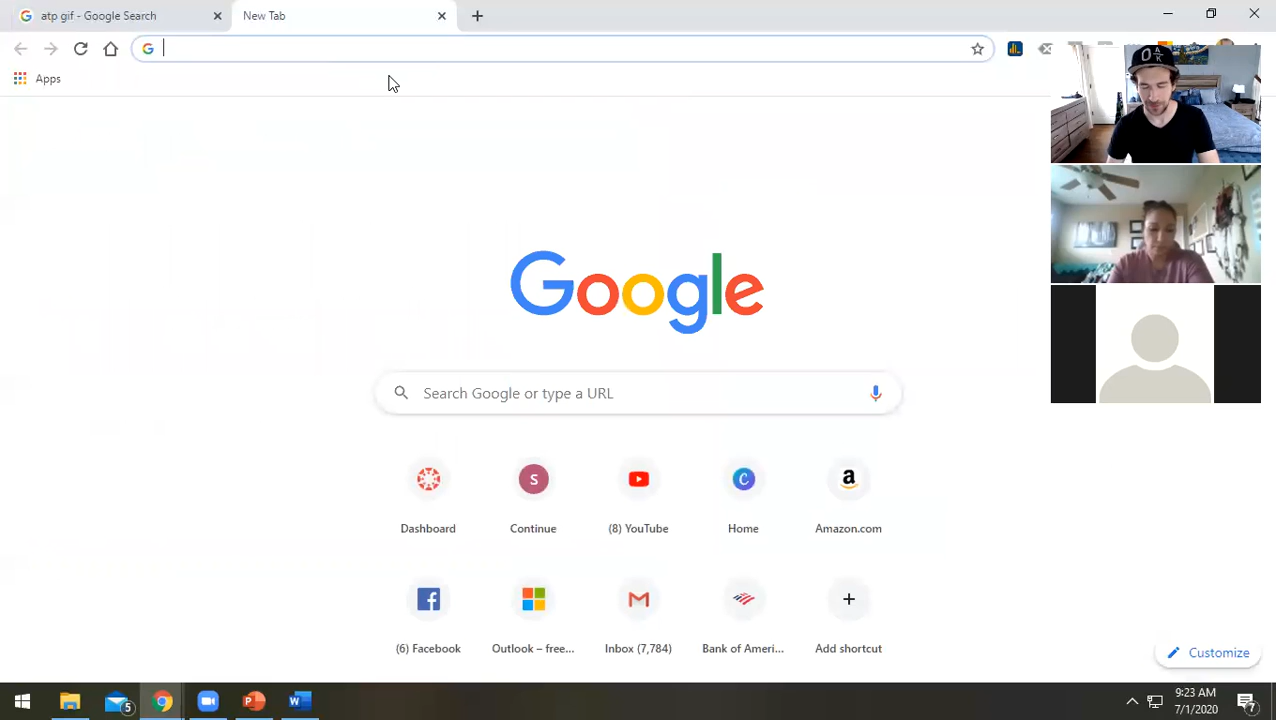 atp gif - Google Search
New Tab
Apps
Google
Search Google or type a URL
S
C
a
Dashboard
Continue
(8) YouTube
Home
Amazon.com
(6) Facebook
Outlook – free...
Inbox (7,784)
Bank of Ameri...
Add shortcut
Customize
5
9:23 AM
7/1/2020
7